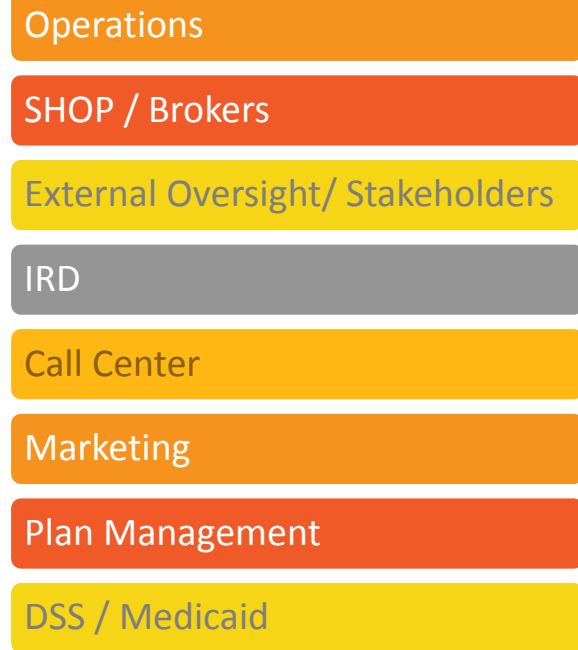 Operations
SHOP / Brokers
External Oversight/ Stakeholders
IRD
Call Center
Marketing
Plan Management
DSS / Medicaid